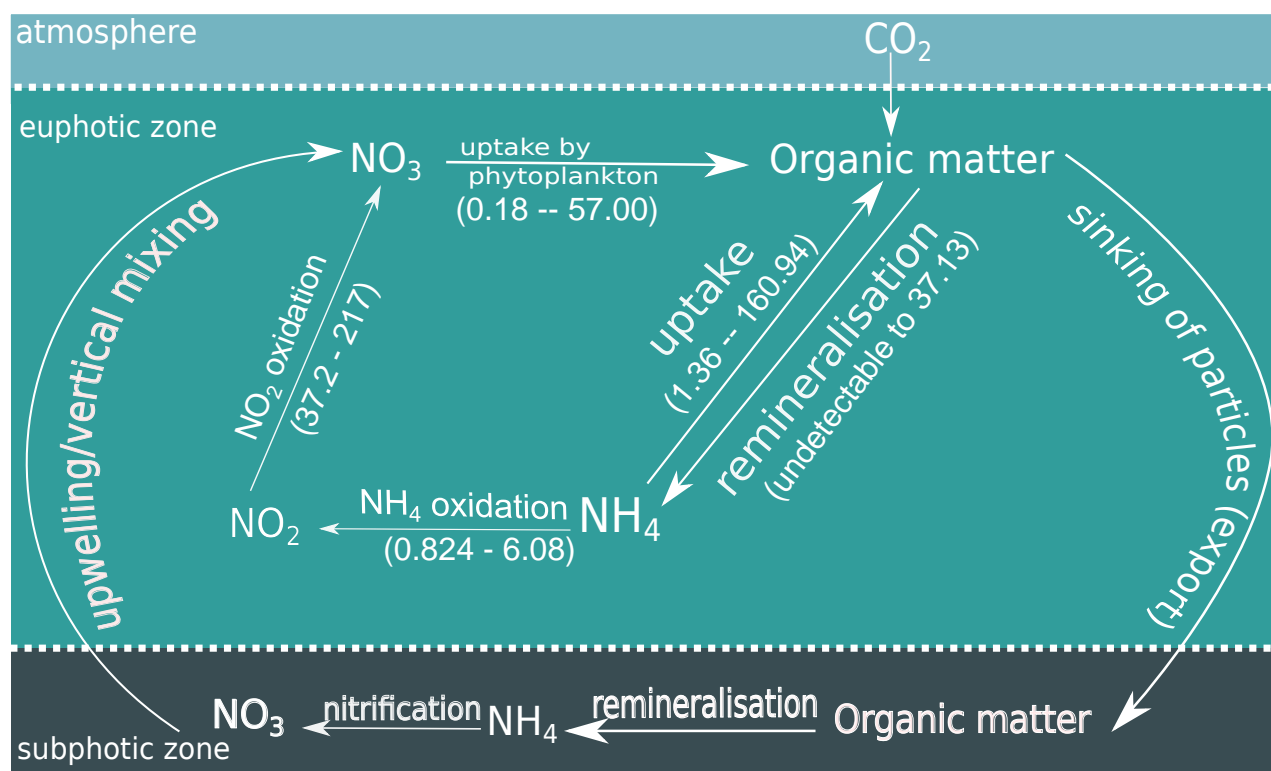 atmosphere
CO₂
euphotic zone
NO₃
uptake by
phytoplankton
(0.18 -- 57.00)
Organic matter
upwelling/vertical mixing
NO₂ oxidation
(37.2 - 217)
uptake
(1.36 -- 160.94)
remineralisation
(undetectable to 37.13)
sinking of particles (export)
NO₂
NH₄ oxidation
(0.824 - 6.08)
NH₄
NO₃
nitrification
NH₄
remineralisation
Organic matter
subphotic zone